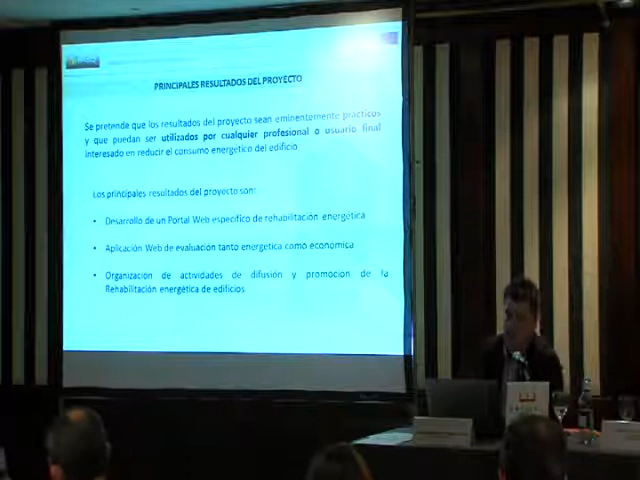 PRINCIPALES RESULTADOS DEL PROYECTO
Se pretende que los resultados del proyecto sean eminentemente prácticos
y que puedan ser utilizados por cualquier profesional o usuario final
interesado en reducir el consumo energético del edificio
Los principales resultados del proyecto son:
• Desarrollo de un Portal Web específico de rehabilitación energética
• Aplicación Web de evaluación tanto energética como económica
• Organización de actividades de difusión y promoción de la
Rehabilitación energética de edificios